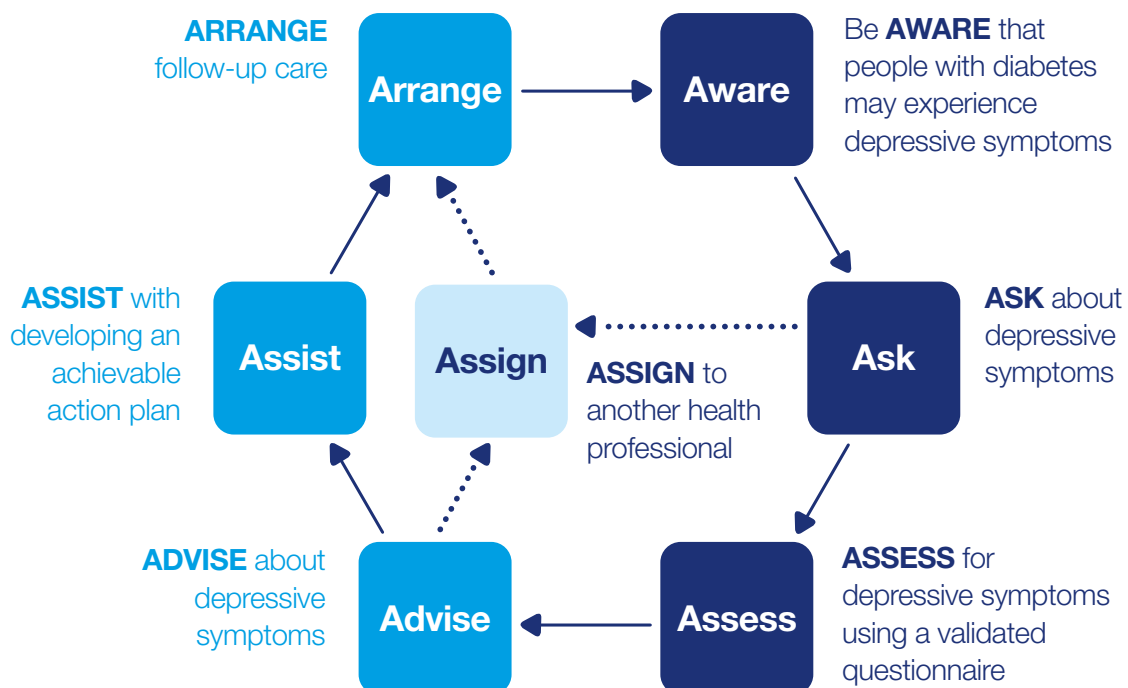 ARRANGE
follow-up care
Arrange
Aware
Be AWARE that
people with diabetes
may experience
depressive symptoms
ASSIST with
developing an
achievable
action plan
Assist
Assign
ASSIGN to
another health
professional
Ask
ASK about
depressive
symptoms
ADVISE about
depressive
symptoms
Advise
Assess
ASSESS for
depressive symptoms
using a validated
questionnaire